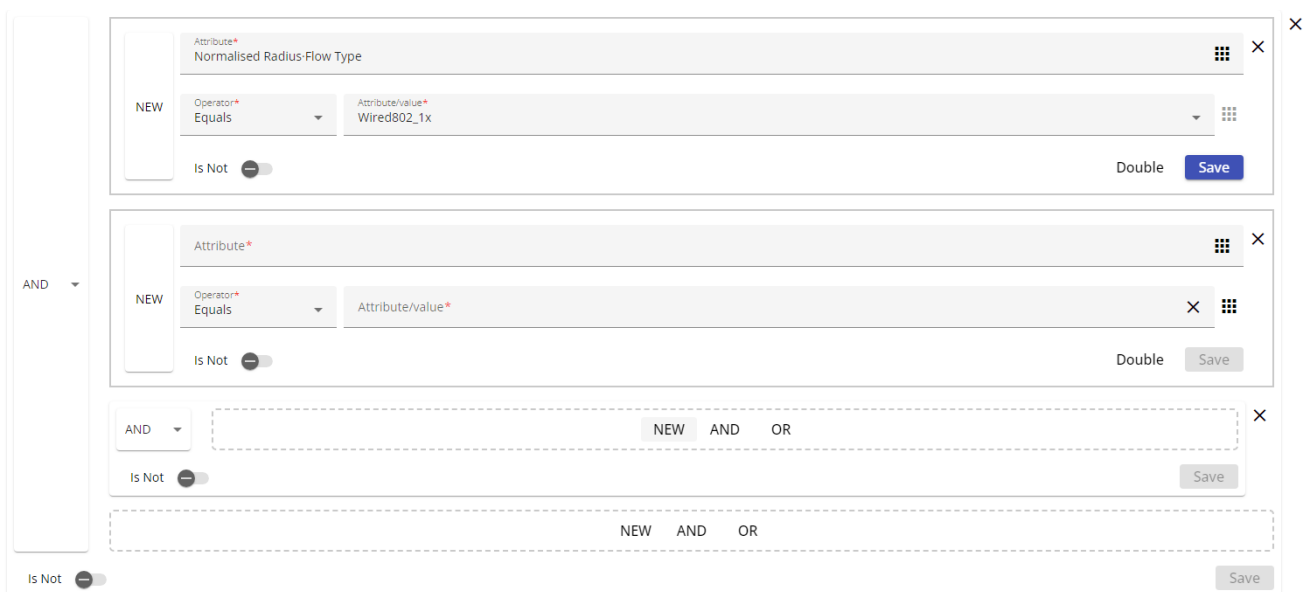 Attribute*
Normalised Radius·Flow Type
NEW
Operator*
Equals
Attribute/value*
Wired802_1x
Is Not
Double
Save
Attribute*
AND
NEW
Operator*
Equals
Attribute/value*
Is Not
Double
Save
AND
NEW AND OR
Is Not
Save
NEW AND OR
Is Not
Save